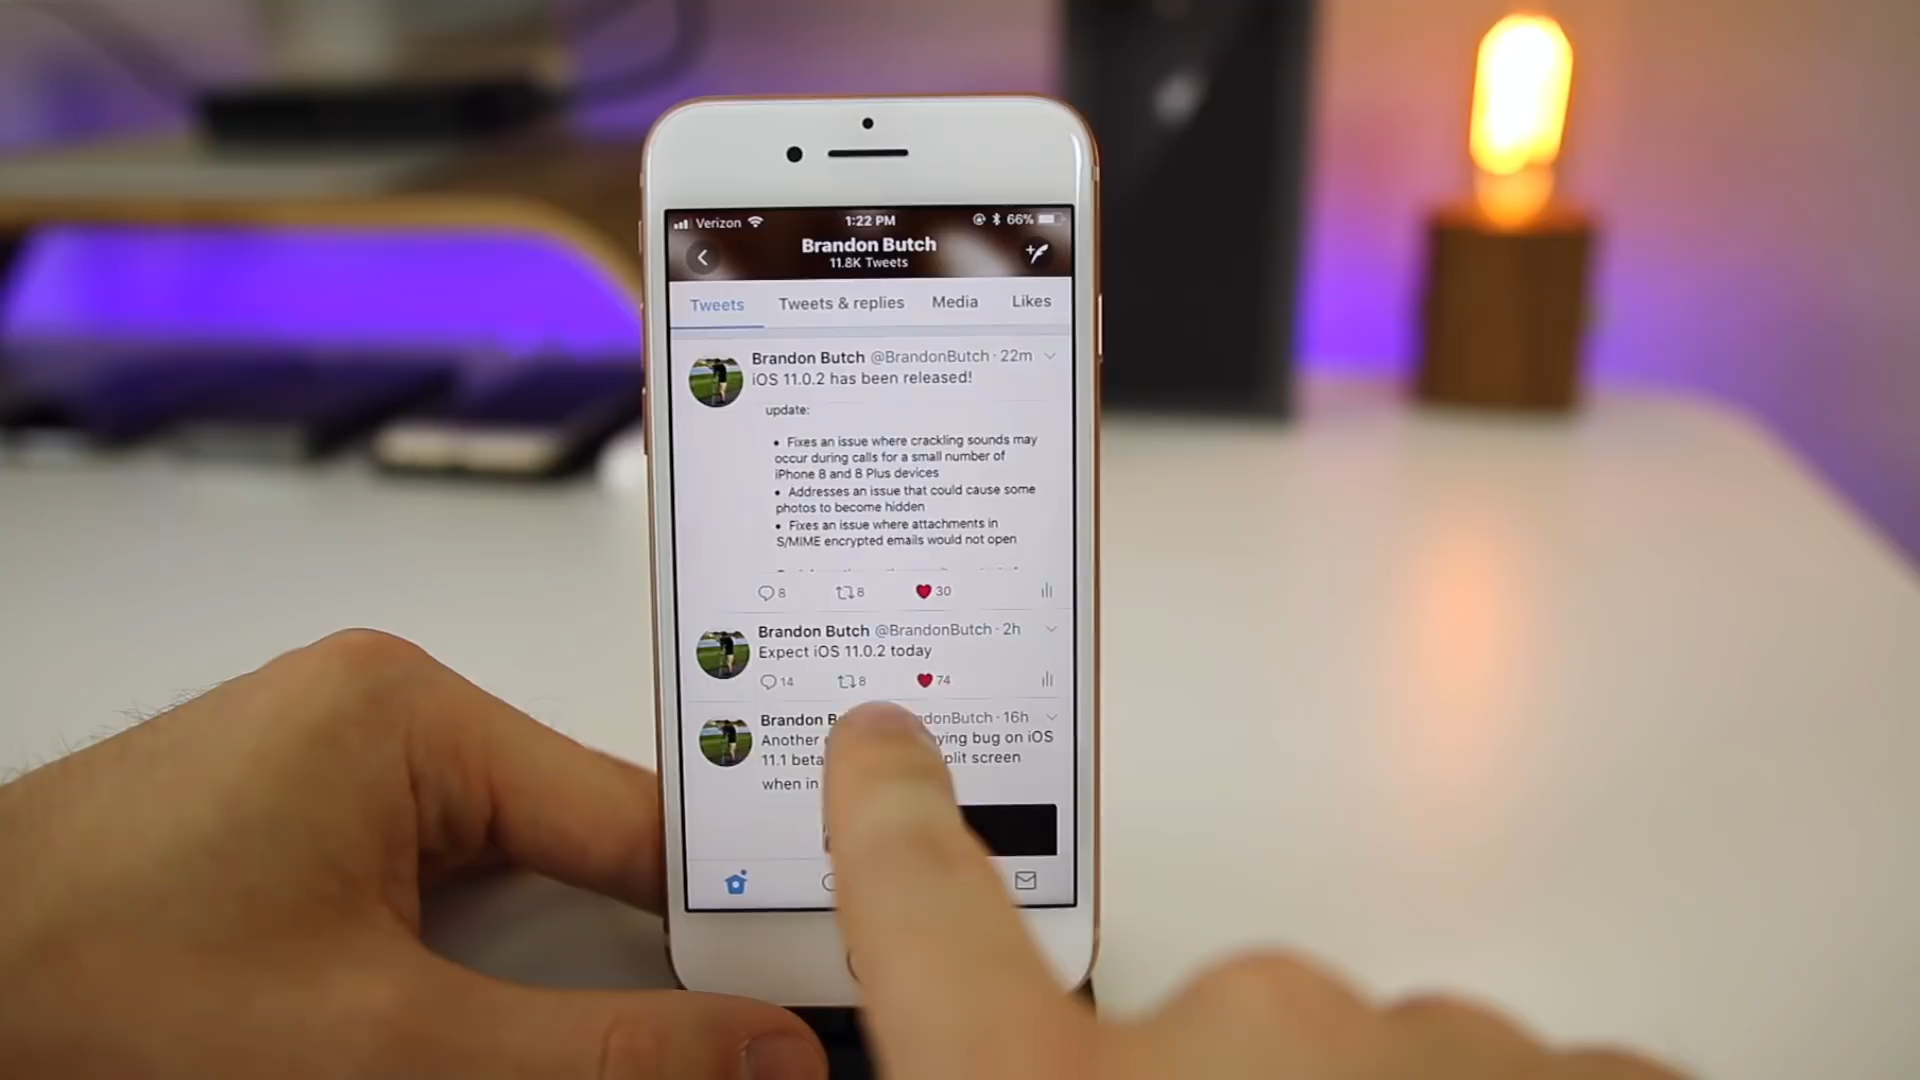 Verizon 1:22 PM 66%
Brandon Butch
11.8K Tweets
Tweets Tweets & replies Media Likes
Brandon Butch @BrandonButch · 22m
iOS 11.0.2 has been released!
update:
• Fixes an issue where crackling sounds may
occur during calls for a small number of
iPhone 8 and 8 Plus devices
• Addresses an issue that could cause some
photos to become hidden
• Fixes an issue where attachments in
S/MIME encrypted emails would not open
8 8 30
Brandon Butch @BrandonButch · 2h
Expect iOS 11.0.2 today
14 8 74
Brandon · 16h
Another bug on iOS
11.1 screen
when in